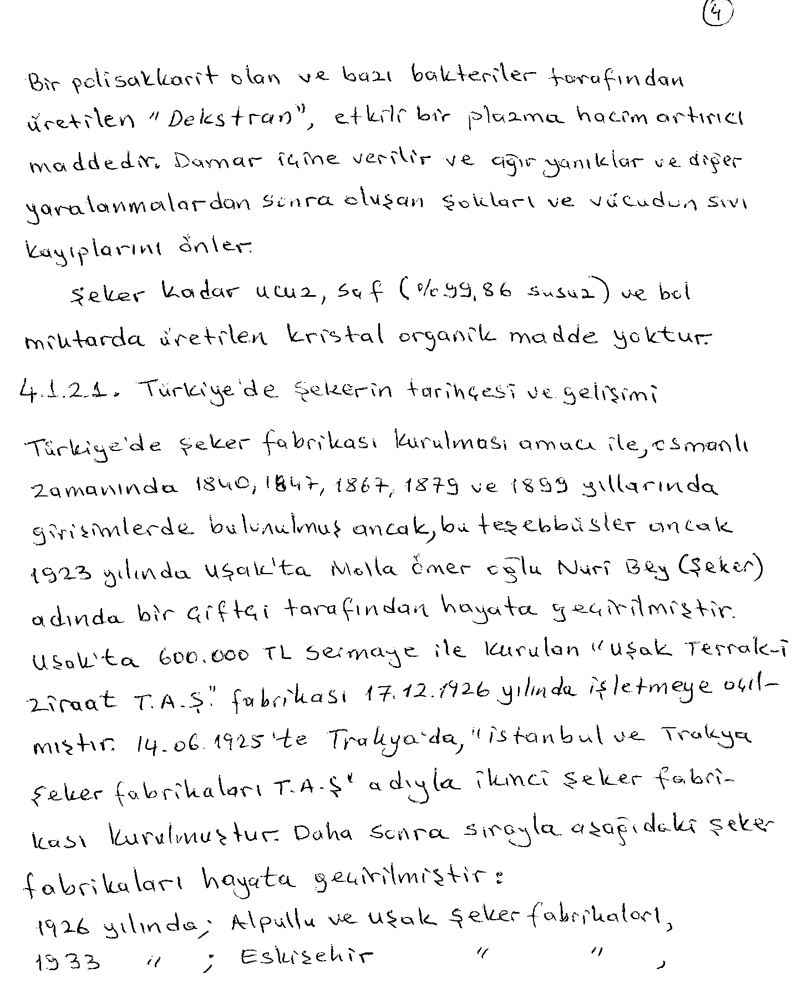 4
Bir polisakkarit olan ve bazı bakteriler tarafından
üretilen "Dekstran", etkili bir plazma hacim artırıcı
maddedir. Damar içine verilir ve ağır yanıklar ve diğer
yaralanmalardan sonra oluşan şokları ve vücudun sıvı
kayıplarını önler.
şeker kadar ucuz, saf (%99,86 susuz) ve bol
miktarda üretilen kristal organik madde yoktur.
4.1.2.1. Türkiye'de şekerin tarihçesi ve gelişimi
Türkiye'de şeker fabrikası kurulması amacı ile, osmanlı
zamanında 1840, 1847, 1867, 1879 ve 1899 yıllarında
girişimlerde bulunulmuş ancak, bu teşebbüsler ancak
1923 yılında uşak'ta Molla ömer oğlu Nuri Bey (şeker)
adında bir çiftçi tarafından hayata geçirilmiştir.
uşak'ta 600.000 TL sermaye ile kurulan "uşak Terrak-i
ziraat T.A.Ş." fabrikası 17.12.1926 yılında işletmeye açıl-
mıştır. 14.06.1925'te Trakya'da, "istanbul ve Trakya
şeker fabrikaları T.A.Ş" adıyla ikinci şeker fabri-
kası kurulmuştur. Daha sonra sırayla aşağıdaki şeker
fabrikaları hayata geçirilmiştir:
1926 yılında; Alpullu ve uşak şeker fabrikaları,
1933 " ; Eskişehir " " ,